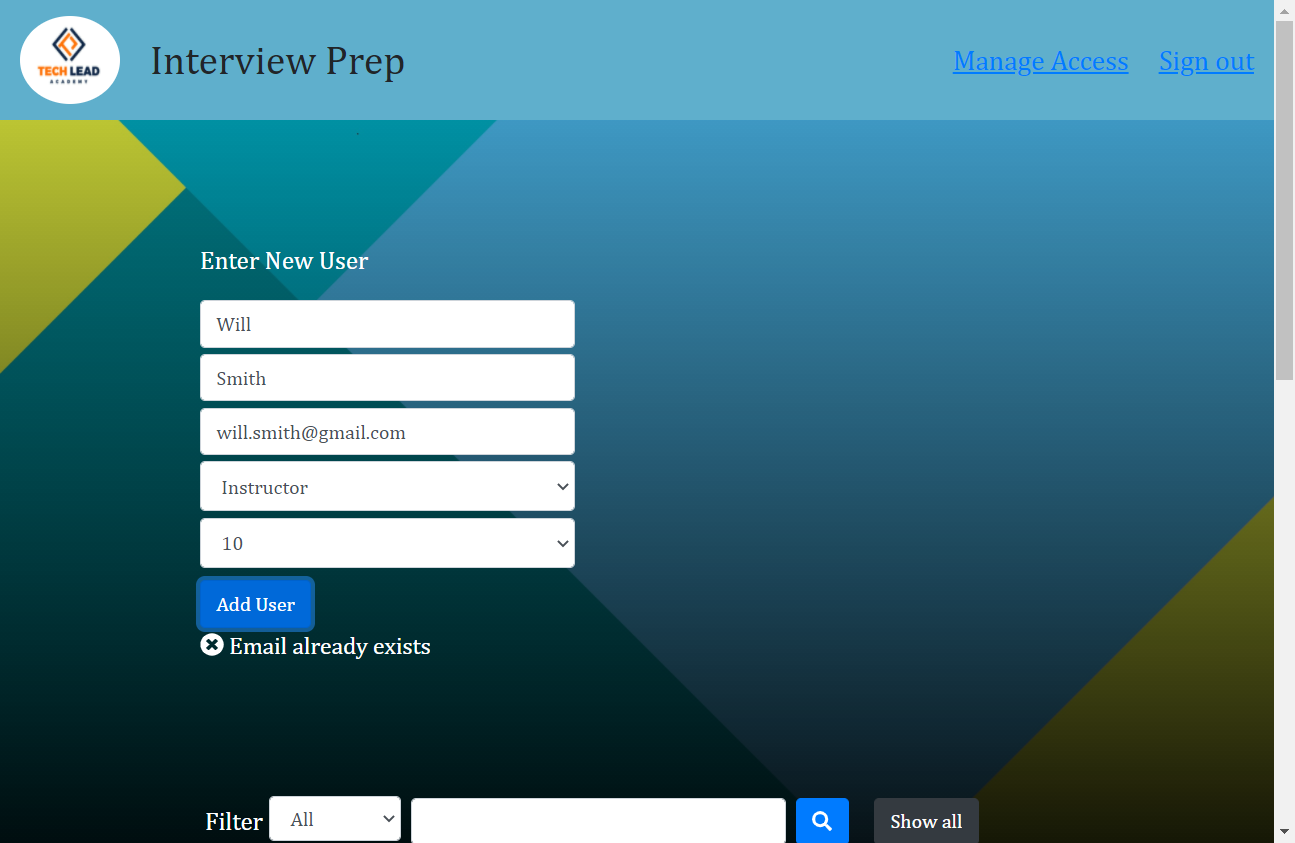 TECH LEAD
ACADEMY
Interview Prep
Manage Access
Sign out
Enter New User
Will
Smith
will.smith@gmail.com
Instructor
10
Add User
Email already exists
Filter
All
Show all